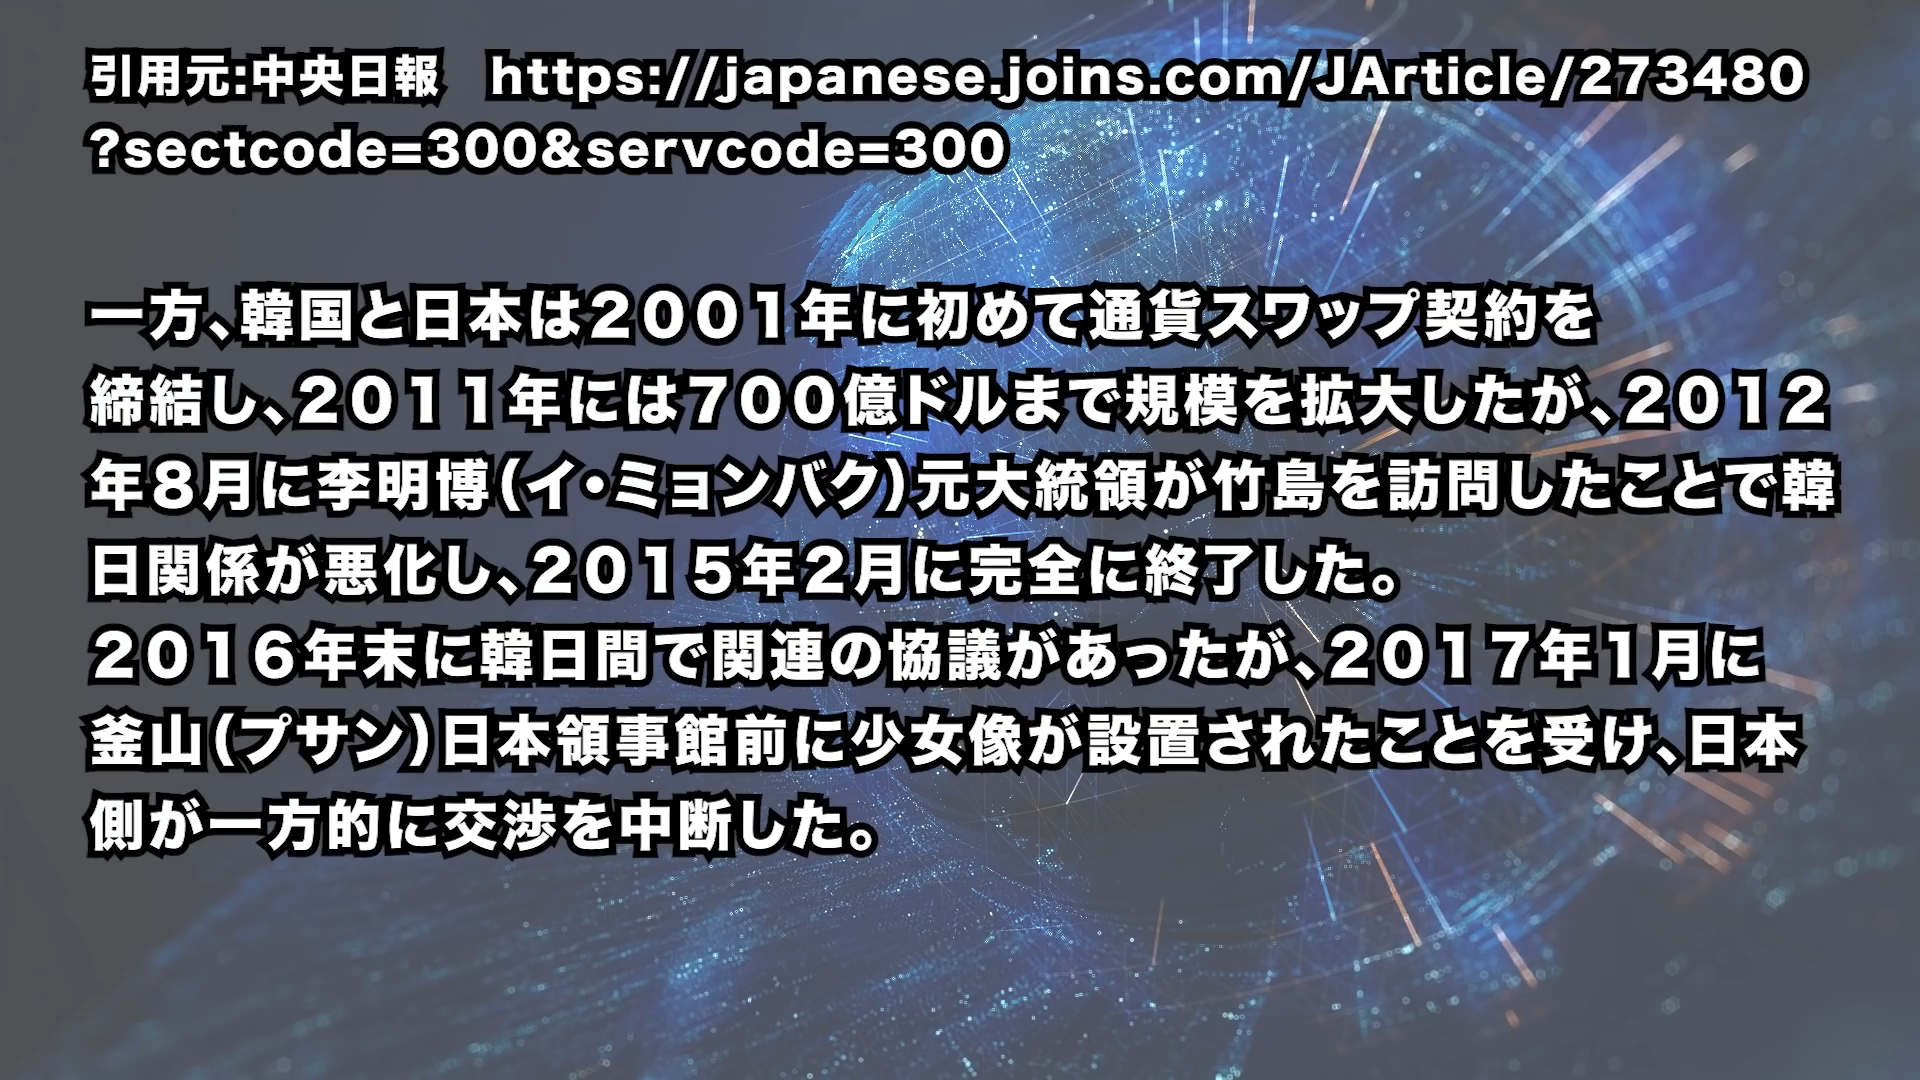 引用元:中央日報　https://japanese.joins.com/JArticle/273480
?sectcode=300&servcode=300
一方、韓国と日本は２００１年に初めて通貨スワップ契約を
締結し、２０１１年には７００億ドルまで規模を拡大したが、２０１２
年８月に李明博（イ・ミョンバク）元大統領が竹島を訪問したことで韓
日関係が悪化し、２０１５年２月に完全に終了した。
２０１６年末に韓日間で関連の協議があったが、２０１７年１月に
釜山（プサン）日本領事館前に少女像が設置されたことを受け、日本
側が一方的に交渉を中断した。